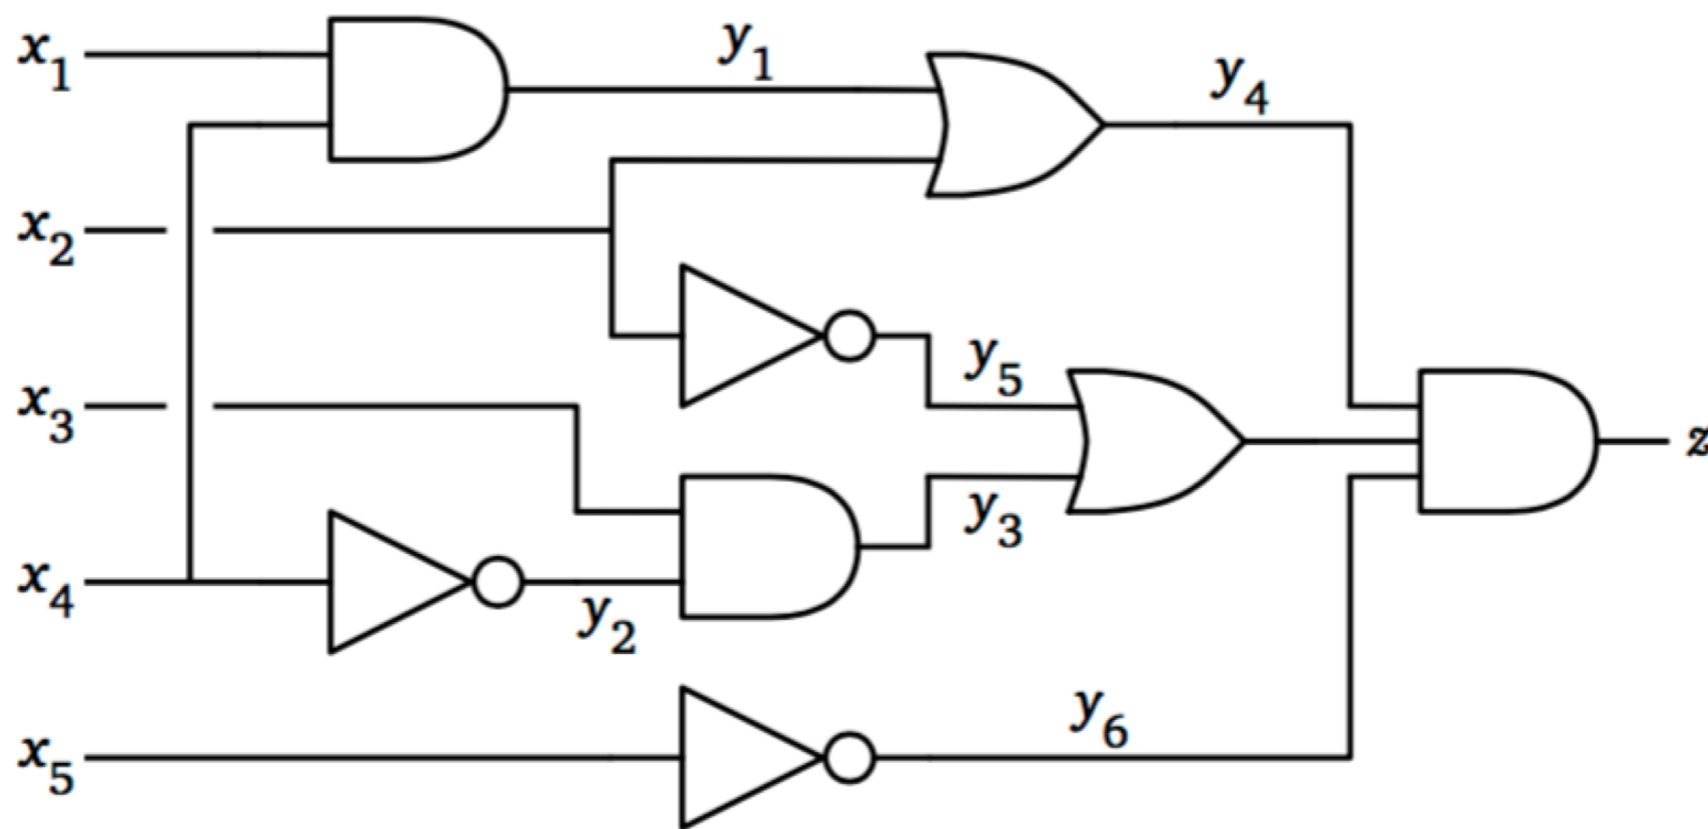 x₁
y₁
y₄
x₂
y₅
x₃
z
y₃
x₄
y₂
y₆
x₅